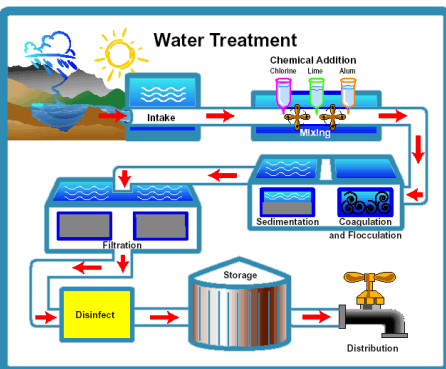 Water Treatment
Chemical Addition
Chlorine Lime Alum
Intake
Mixing
Sedimentation
Coagulation
and Flocculation
Filtration
Disinfect
Storage
Distribution